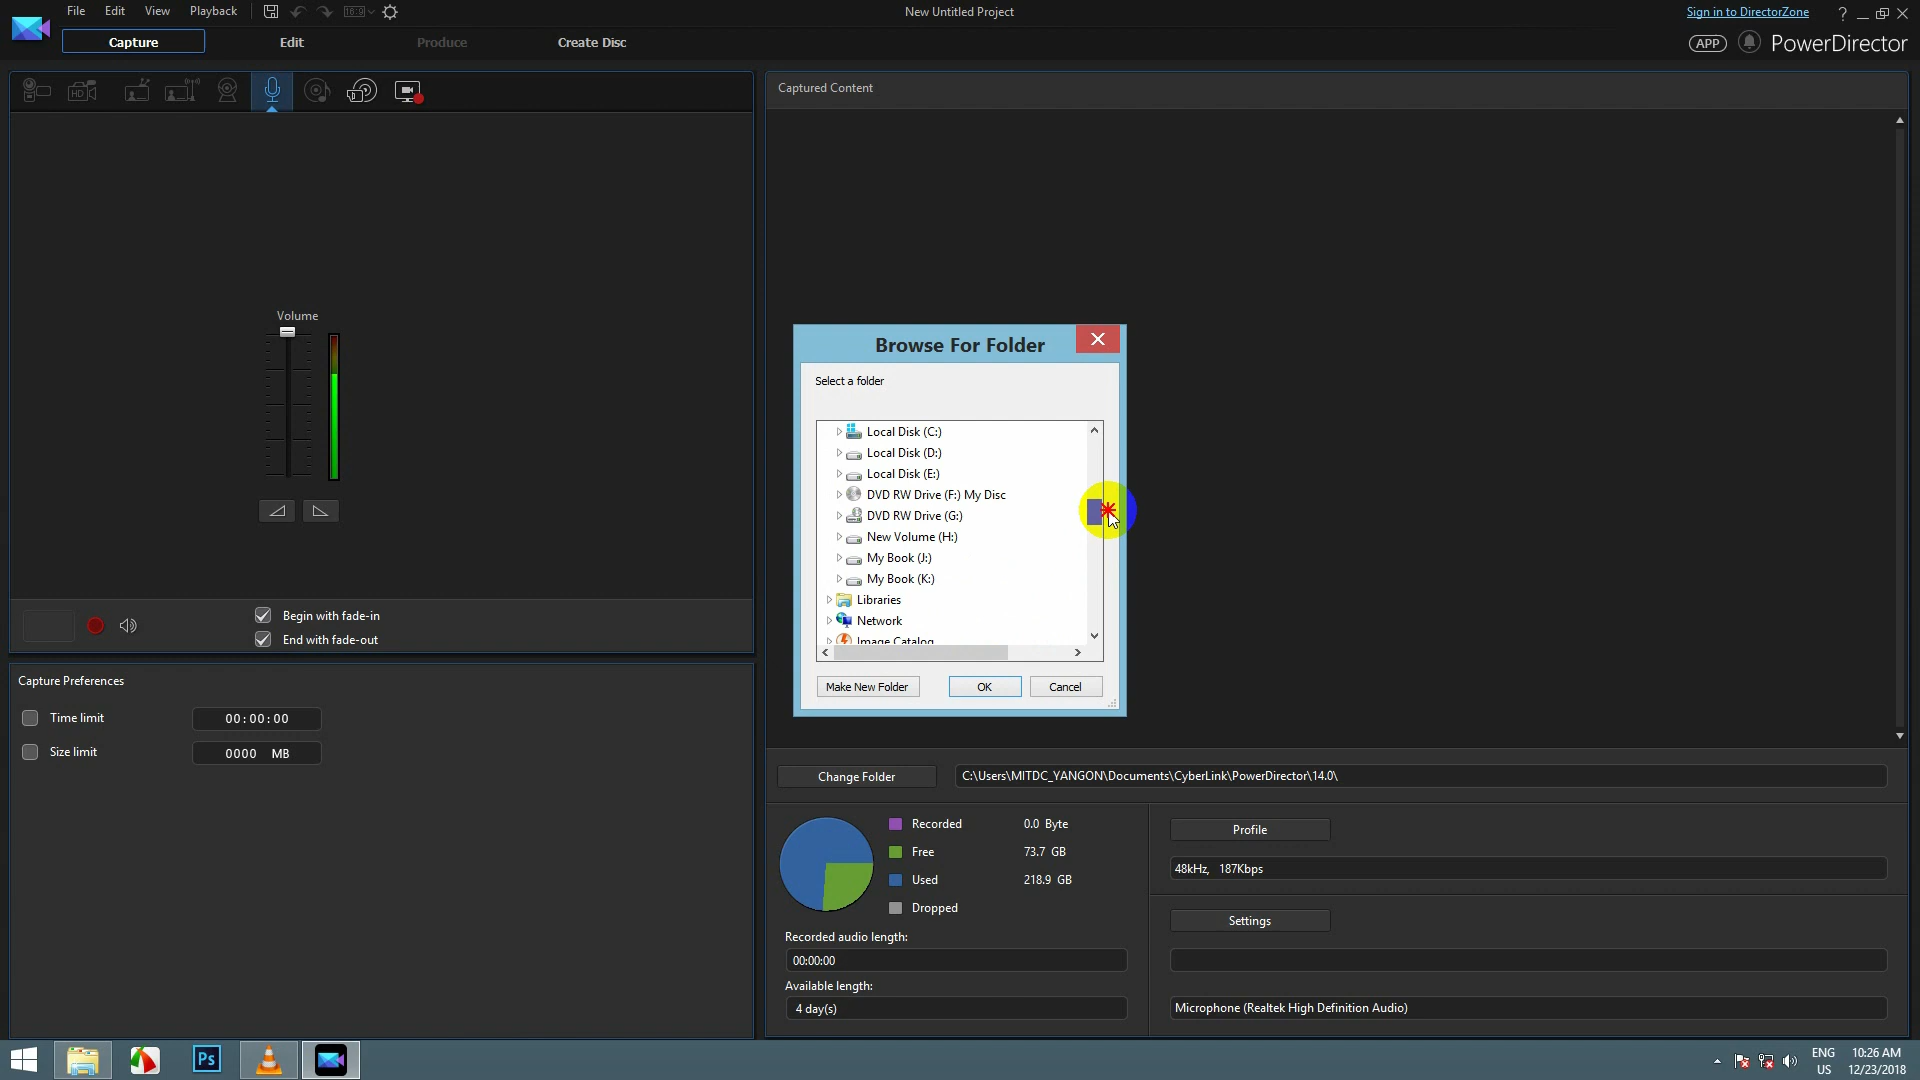 File Edit View Playback
16:9
New Untitled Project
Sign in to DirectorZone
?
Capture
Edit
Produce
Create Disc
APP
PowerDirector
HD
Captured Content
Volume
Browse For Folder
Select a folder
Local Disk (C:)
Local Disk (D:)
Local Disk (E:)
DVD RW Drive (F:) My Disc
DVD RW Drive (G:)
New Volume (H:)
My Book (J:)
My Book (K:)
Libraries
Network
Image Catalog
Make New Folder
OK
Cancel
Begin with fade-in
End with fade-out
Capture Preferences
Time limit
00:00:00
Size limit
0000 MB
Change Folder
C:\Users\MITDC_YANGON\Documents\CyberLink\PowerDirector\14.0\
Recorded 0.0 Byte
Free 73.7 GB
Used 218.9 GB
Dropped
Recorded audio length:
00:00:00
Available length:
4 day(s)
Profile
48kHz, 187Kbps
Settings
Microphone (Realtek High Definition Audio)
Ps
ENG
US
10:26 AM
12/23/2018